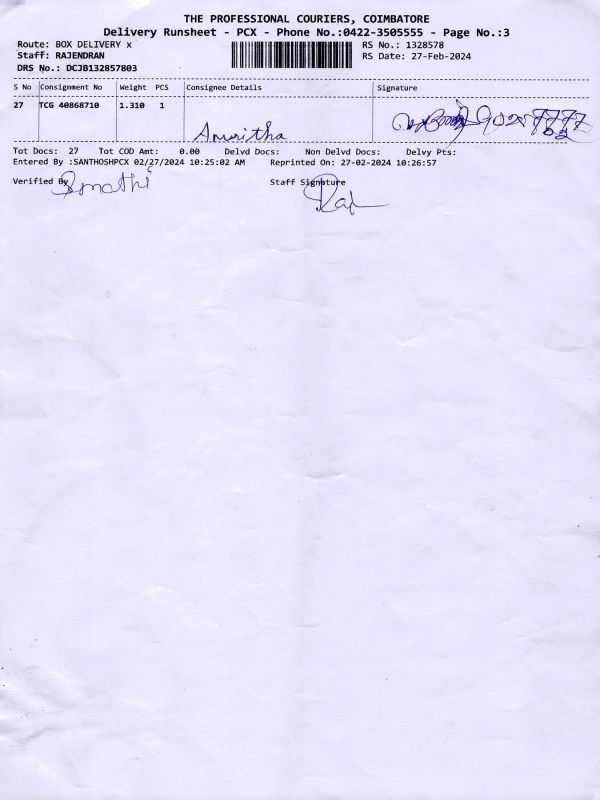 THE PROFESSIONAL COURIERS, COIMBATORE
Delivery Runsheet - PCX - Phone No.:0422-3505555 - Page No.:3
Route: BOX DELIVERY x RS No.: 1328578
Staff: RAJENDRAN RS Date: 27-Feb-2024
DRS No.: DCJB132857803
S No Consignment No Weight PCS Consignee Details Signature
27 TCG 40868710 1.310 1
Amritha
Tot Docs: 27 Tot COD Amt: 0.00 Delvd Docs: Non Delvd Docs: Delvy Pts:
Entered By :SANTHOSHPCX 02/27/2024 10:25:02 AM Reprinted On: 27-02-2024 10:26:57
Verified By Staff Signature